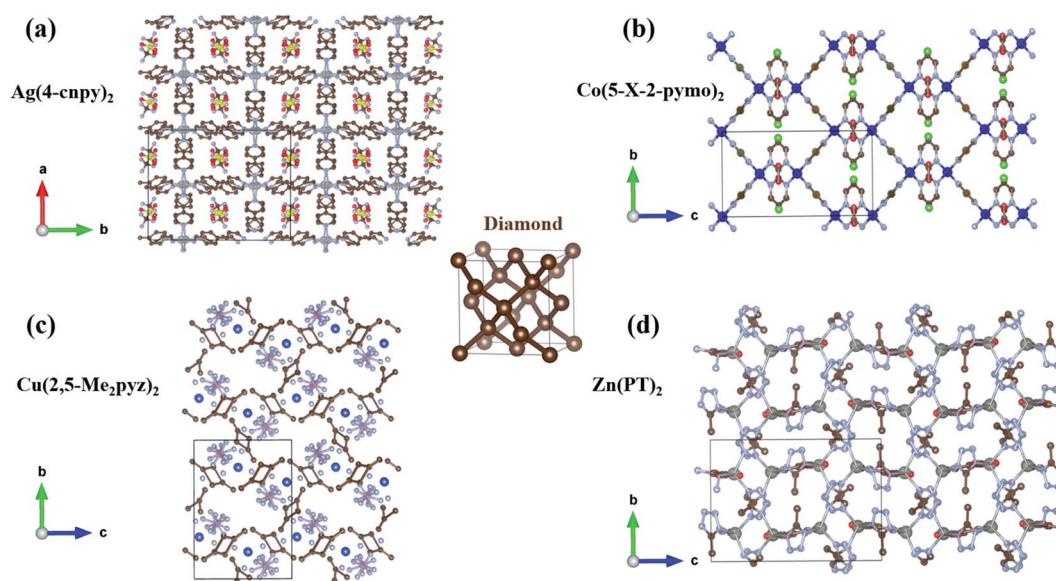 (a)
Ag(4-cnpy)₂
a
b
(b)
Co(5-X-2-pymo)₂
b
c
Diamond
(c)
Cu(2,5-Me₂pyz)₂
b
c
(d)
Zn(PT)₂
b
c